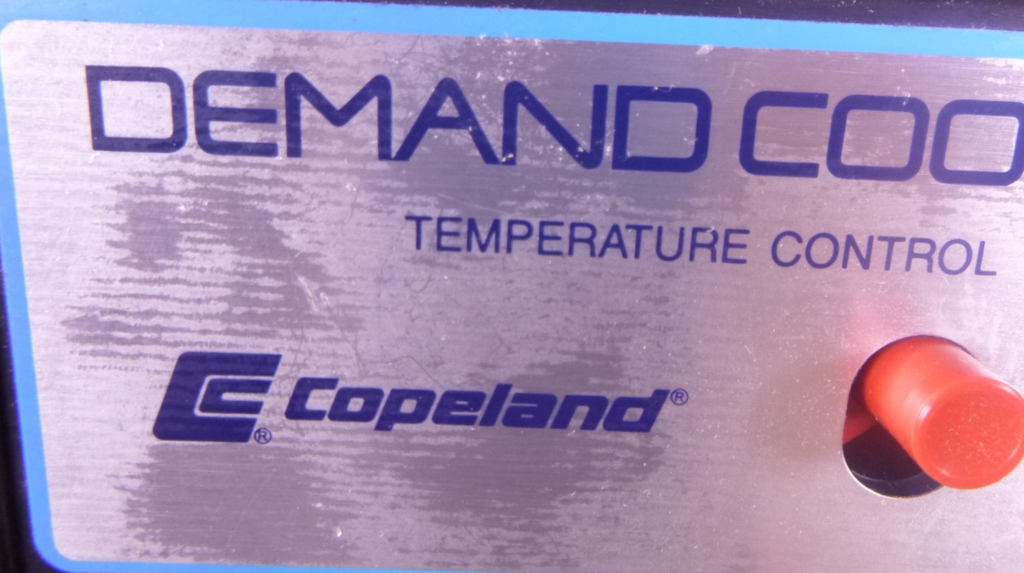 DEMAND COO
TEMPERATURE CONTROL
Copeland®